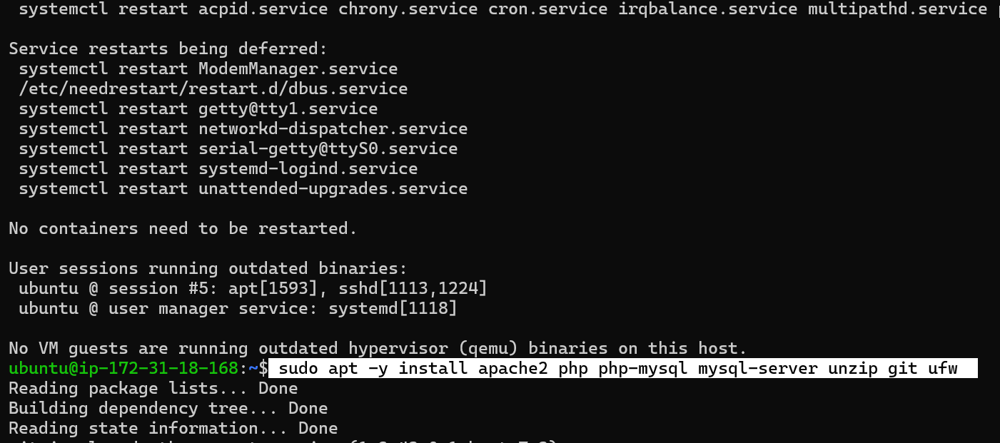 systemctl restart acpid.service chrony.service cron.service irqbalance.service multipathd.service
Service restarts being deferred:
systemctl restart ModemManager.service
/etc/needrestart/restart.d/dbus.service
systemctl restart getty@tty1.service
systemctl restart networkd-dispatcher.service
systemctl restart serial-getty@ttyS0.service
systemctl restart systemd-logind.service
systemctl restart unattended-upgrades.service
No containers need to be restarted.
User sessions running outdated binaries:
ubuntu @ session #5: apt[1593], sshd[1113,1224]
ubuntu @ user manager service: systemd[1118]
No VM guests are running outdated hypervisor (qemu) binaries on this host.
ubuntu@ip-172-31-18-168:~$ sudo apt -y install apache2 php php-mysql mysql-server unzip git ufw
Reading package lists... Done
Building dependency tree... Done
Reading state information... Done